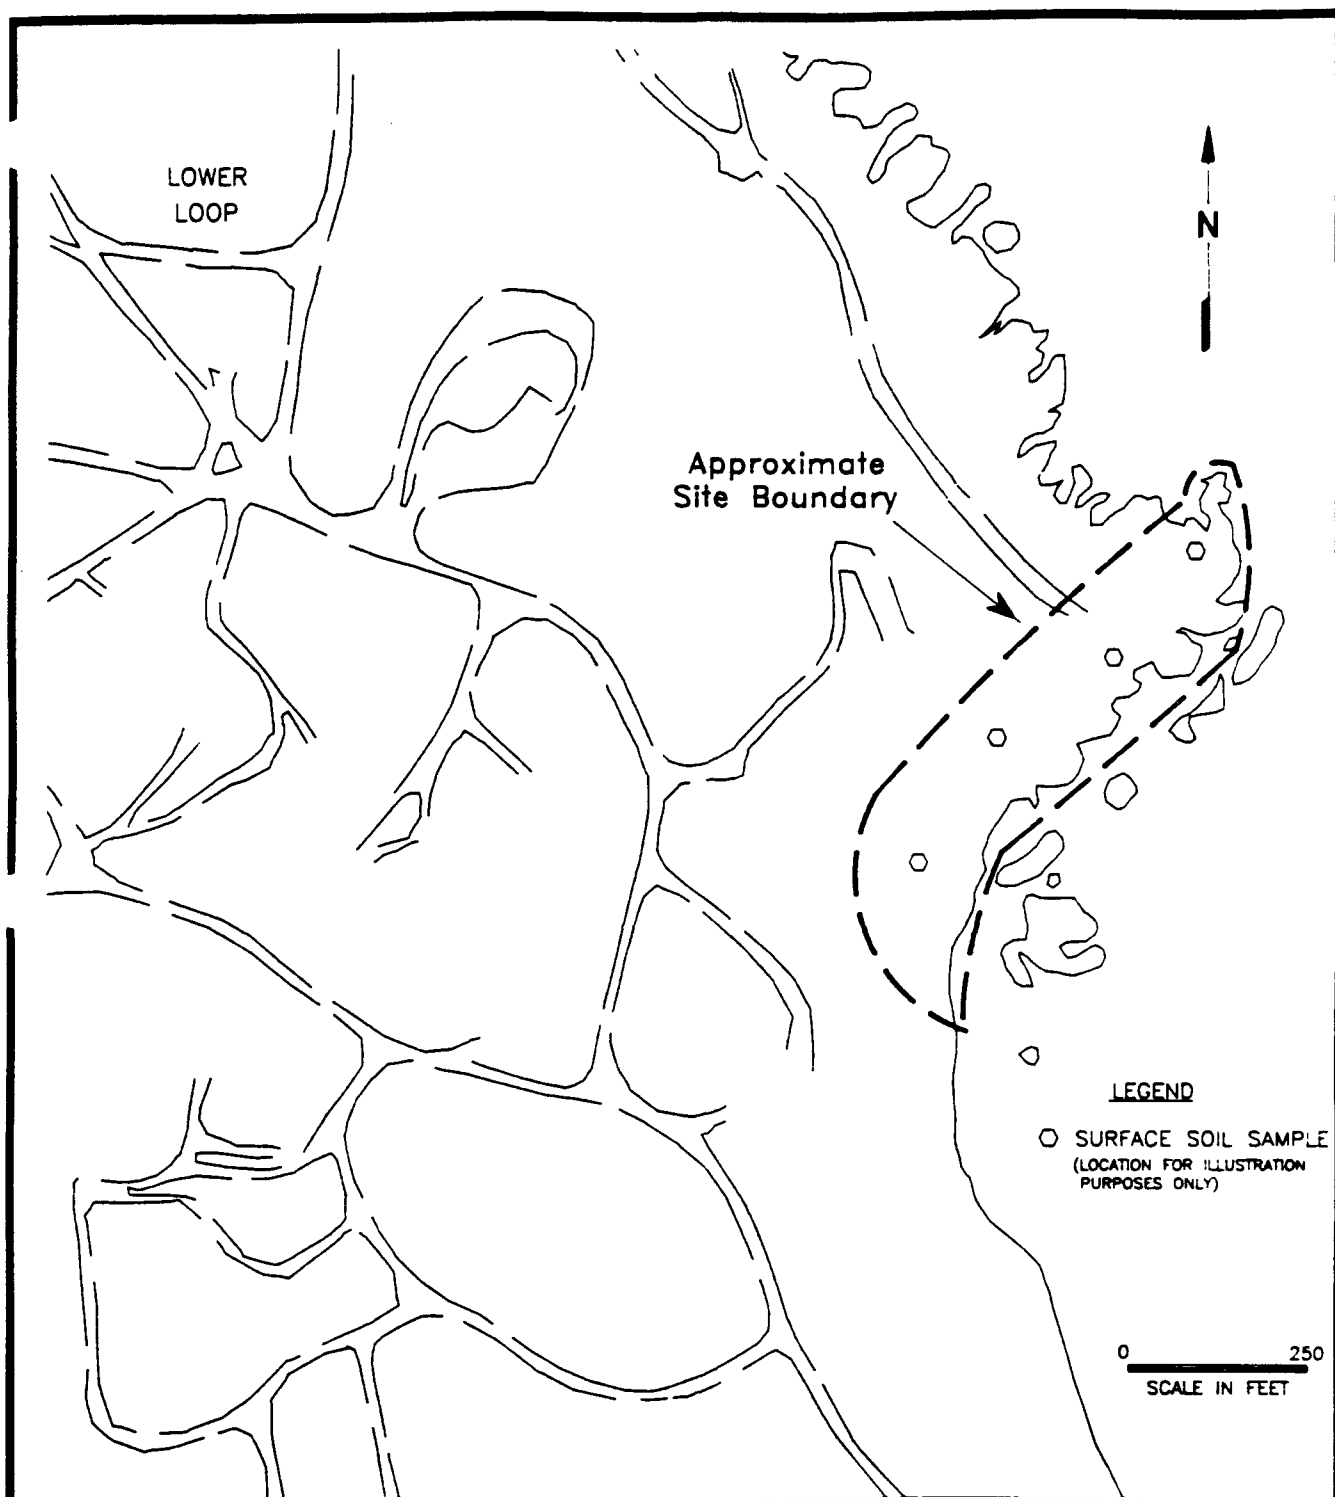 LOWER
LOOP
N
Approximate
Site Boundary
LEGEND
SURFACE SOIL SAMPLE
(LOCATION FOR ILLUSTRATION
PURPOSES ONLY)
0 250
SCALE IN FEET